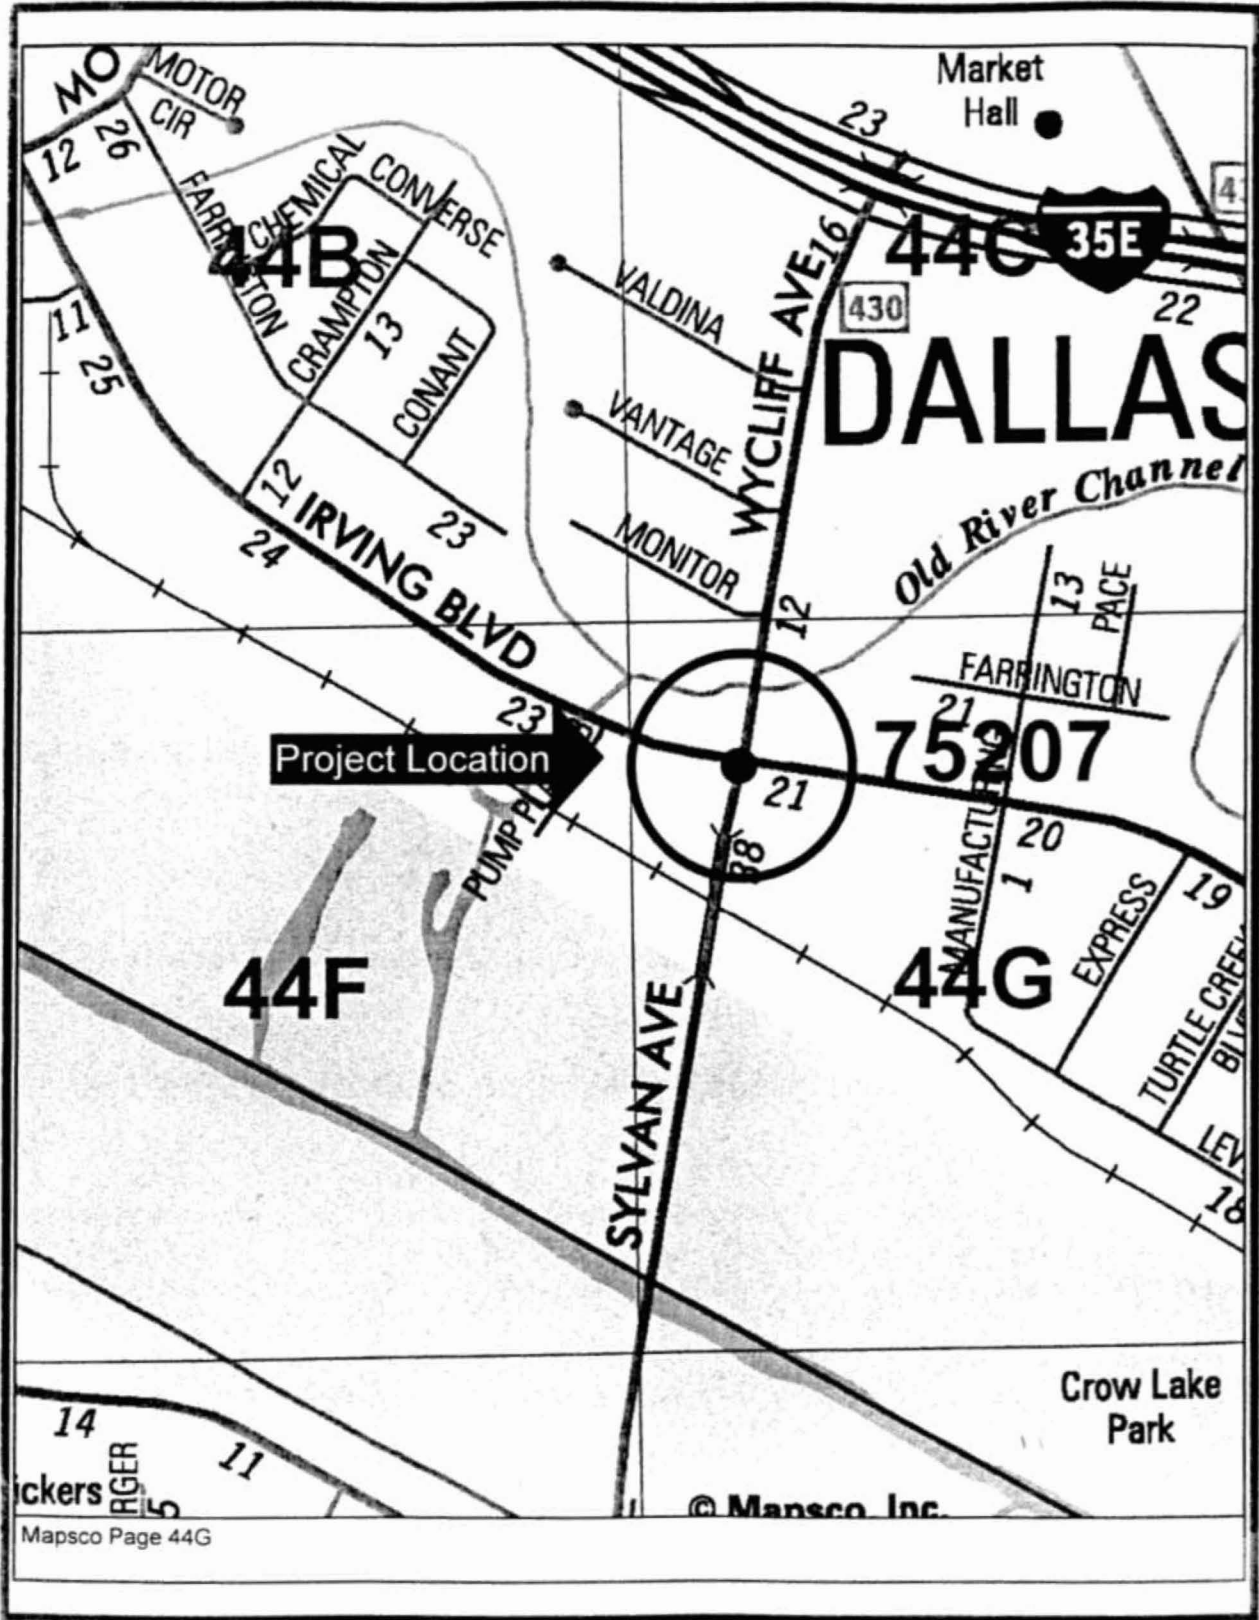 MO
MOTOR
CIR
12
26
Market
Hall
23
FARRINGTON
CHEMICAL
CONVERSE
44B
CRAMPTON
13
CONANT
VALDINA
WYCLIFF AVE
16
44C
35E
430
22
11
25
DALLAS
VANTAGE
Old River Channel
12
IRVING BLVD
24
23
MONITOR
12
13
PACE
FARRINGTON
21
75207
23
Project Location
21
MANUFACTURING
20
PUMP
1
EXPRESS
19
44F
44G
SYLVAN AVE
TURTLE CREEK
BLVD
18
Crow Lake
Park
14
11
ickers
RGER
5
© Mapsco, Inc.
Mapsco Page 44G